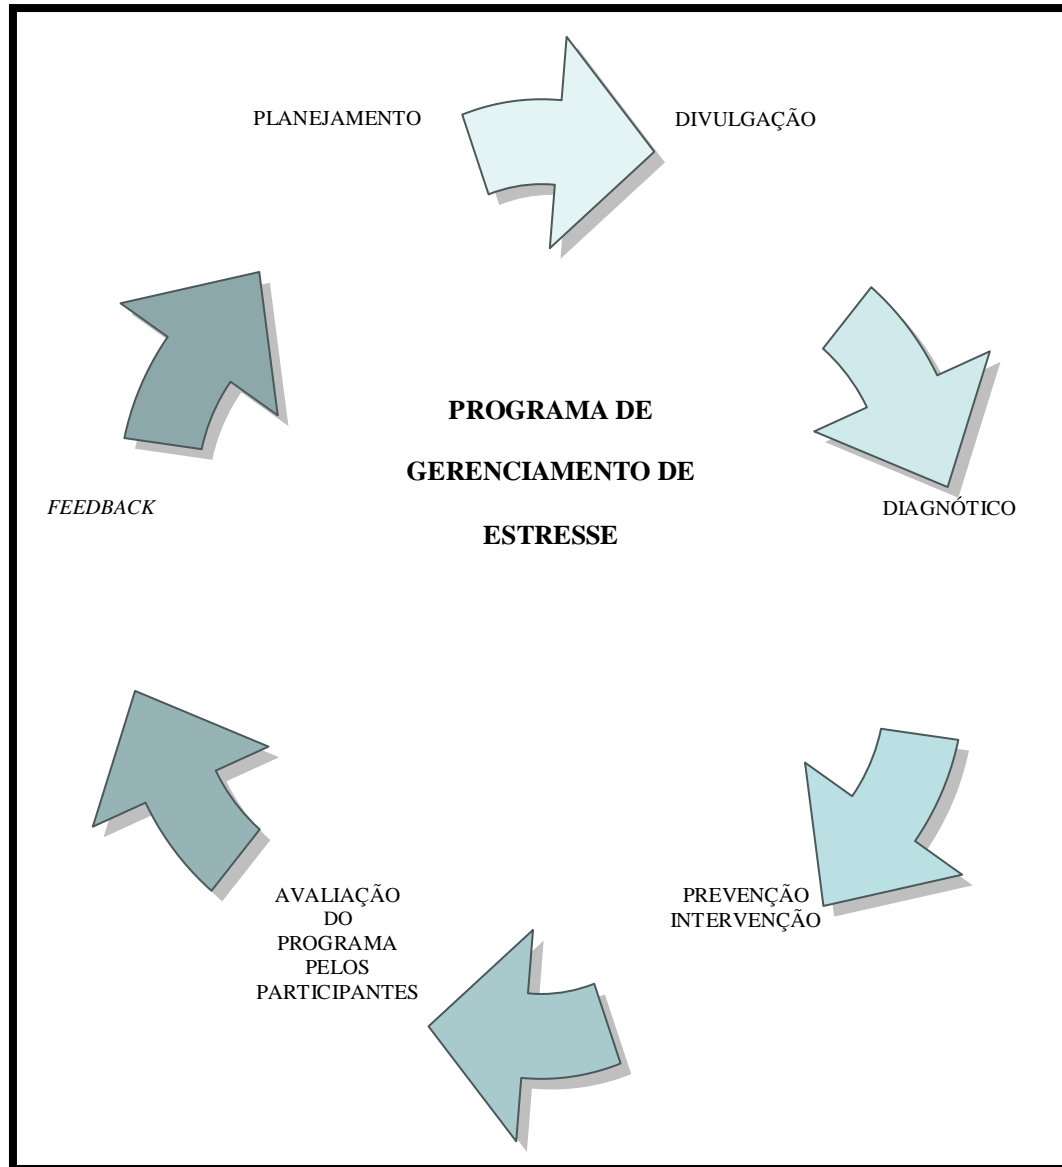 PLANEJAMENTO
DIVULGAÇÃO
PROGRAMA DE
GERENCIAMENTO DE
ESTRESSE
FEEDBACK
DIAGNÓTICO
PREVENÇÃO
INTERVENÇÃO
AVALIAÇÃO
DO
PROGRAMA
PELOS
PARTICIPANTES